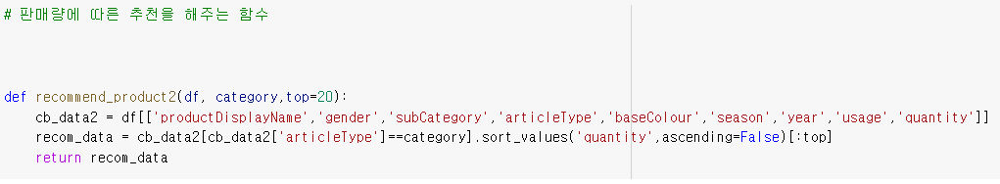 # 판매량에 따른 추천을 해주는 함수
def recommend_product2(df, category,top=20):
    cb_data2 = df[['productDisplayName','gender','subCategory','articleType','baseColour','season','year','usage','quantity']]
    recom_data = cb_data2[cb_data2['articleType']==category].sort_values('quantity',ascending=False)[:top]
    return recom_data